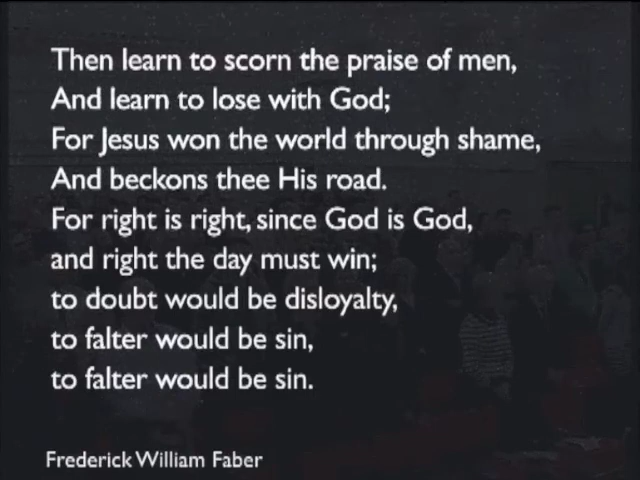 Then learn to scorn the praise of men,
And learn to lose with God;
For Jesus won the world through shame,
And beckons thee His road.
For right is right, since God is God,
and right the day must win;
to doubt would be disloyalty,
to falter would be sin,
to falter would be sin.
Frederick William Faber